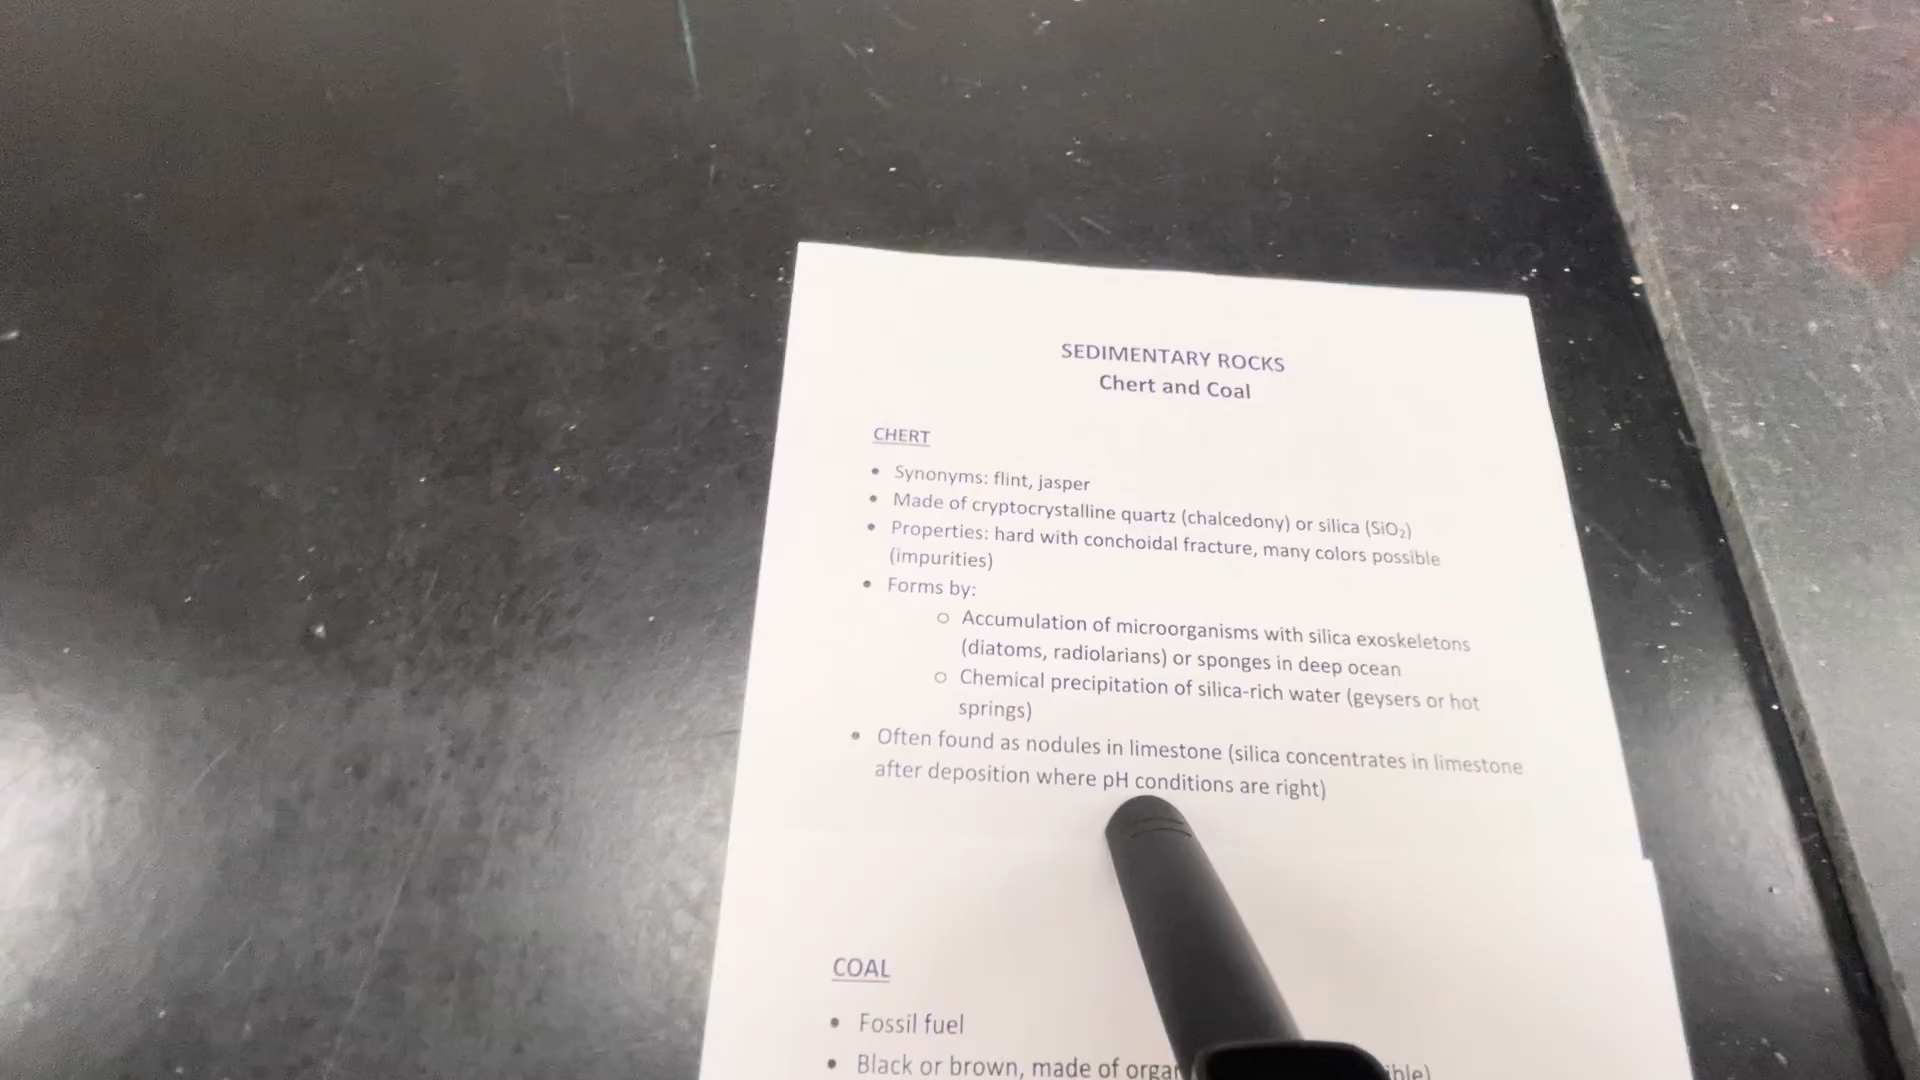 SEDIMENTARY ROCKS
Chert and Coal
CHERT
• Synonyms: flint, jasper
• Made of cryptocrystalline quartz (chalcedony) or silica (SiO₂)
• Properties: hard with conchoidal fracture, many colors possible
(impurities)
• Forms by:
o Accumulation of microorganisms with silica exoskeletons
(diatoms, radiolarians) or sponges in deep ocean
o Chemical precipitation of silica-rich water (geysers or hot
springs)
• Often found as nodules in limestone (silica concentrates in limestone
after deposition where pH conditions are right)
COAL
• Fossil fuel
• Black or brown, made of